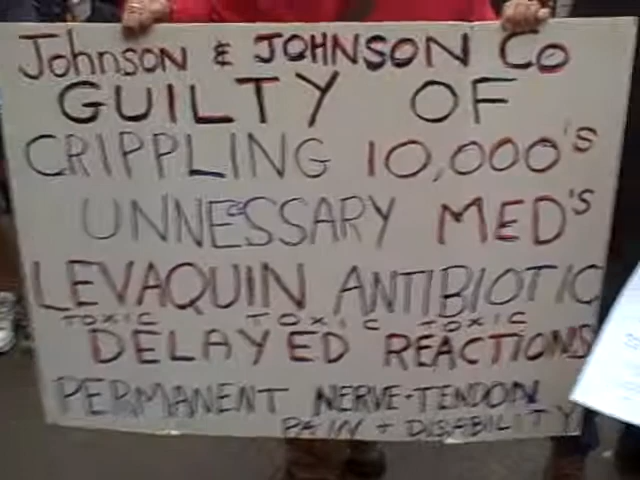 Johnson & JOHNSON Co
GUILTY OF
CRIPPLING 10,000's
UNNEcSSARY MED's
LEVAQUIN ANTIBIOTIC
TOXIC TOXIC TOXIC
DELAYED REACTIONS
PERMANENT NERVE-TENDON
PAIN + DISABILITY